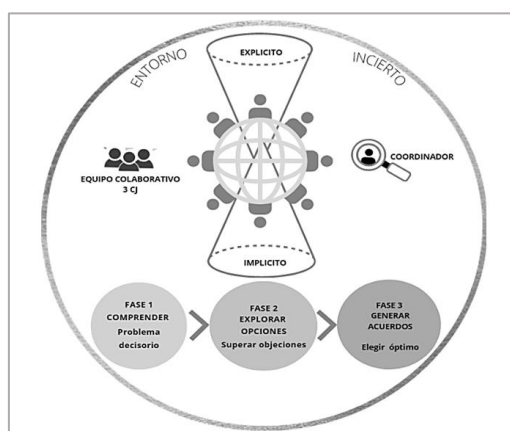 ENTORNO
INCIERTO
EXPLICITO
EQUIPO COLABORATIVO
3 CJ
COORDINADOR
IMPLICITO
FASE 1
COMPRENDER
Problema
decisorio
FASE 2
EXPLORAR
OPCIONES
Superar objeciones
FASE 3
GENERAR
ACUERDOS
Elegir óptimo